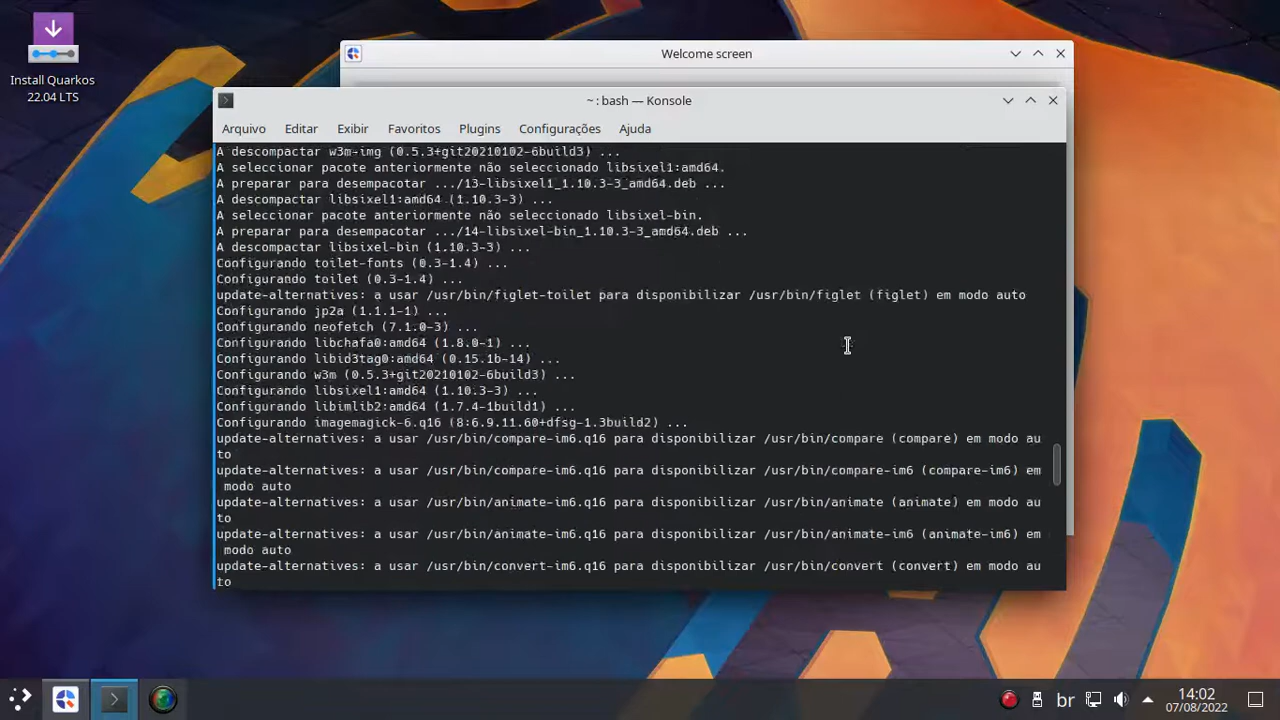 Install Quarkos
22.04 LTS
Welcome screen
~ : bash — Konsole
Arquivo Editar Exibir Favoritos Plugins Configurações Ajuda
A descompactar w3m-img (0.5.3+git20210102-6build3) ...
A seleccionar pacote anteriormente não seleccionado libsixel1:amd64.
A preparar para desempacotar .../13-libsixel1_1.10.3-3_amd64.deb ...
A descompactar libsixel1:amd64 (1.10.3-3) ...
A seleccionar pacote anteriormente não seleccionado libsixel-bin.
A preparar para desempacotar .../14-libsixel-bin_1.10.3-3_amd64.deb ...
A descompactar libsixel-bin (1.10.3-3) ...
Configurando toilet-fonts (0.3-1.4) ...
Configurando toilet (0.3-1.4) ...
update-alternatives: a usar /usr/bin/figlet-toilet para disponibilizar /usr/bin/figlet (figlet) em modo auto
Configurando jp2a (1.1.1-1) ...
Configurando neofetch (7.1.0-3) ...
Configurando libchafa0:amd64 (1.8.0-1) ...
Configurando libid3tag0:amd64 (0.15.1b-14) ...
Configurando w3m (0.5.3+git20210102-6build3) ...
Configurando libsixel1:amd64 (1.10.3-3) ...
Configurando libimlib2:amd64 (1.7.4-1build1) ...
Configurando imagemagick-6.q16 (8:6.9.11.60+dfsg-1.3build2) ...
update-alternatives: a usar /usr/bin/compare-im6.q16 para disponibilizar /usr/bin/compare (compare) em modo au
to
update-alternatives: a usar /usr/bin/compare-im6.q16 para disponibilizar /usr/bin/compare-im6 (compare-im6) em
modo auto
update-alternatives: a usar /usr/bin/animate-im6.q16 para disponibilizar /usr/bin/animate (animate) em modo au
to
update-alternatives: a usar /usr/bin/animate-im6.q16 para disponibilizar /usr/bin/animate-im6 (animate-im6) em
modo auto
update-alternatives: a usar /usr/bin/convert-im6.q16 para disponibilizar /usr/bin/convert (convert) em modo au
to
br
14:02
07/08/2022